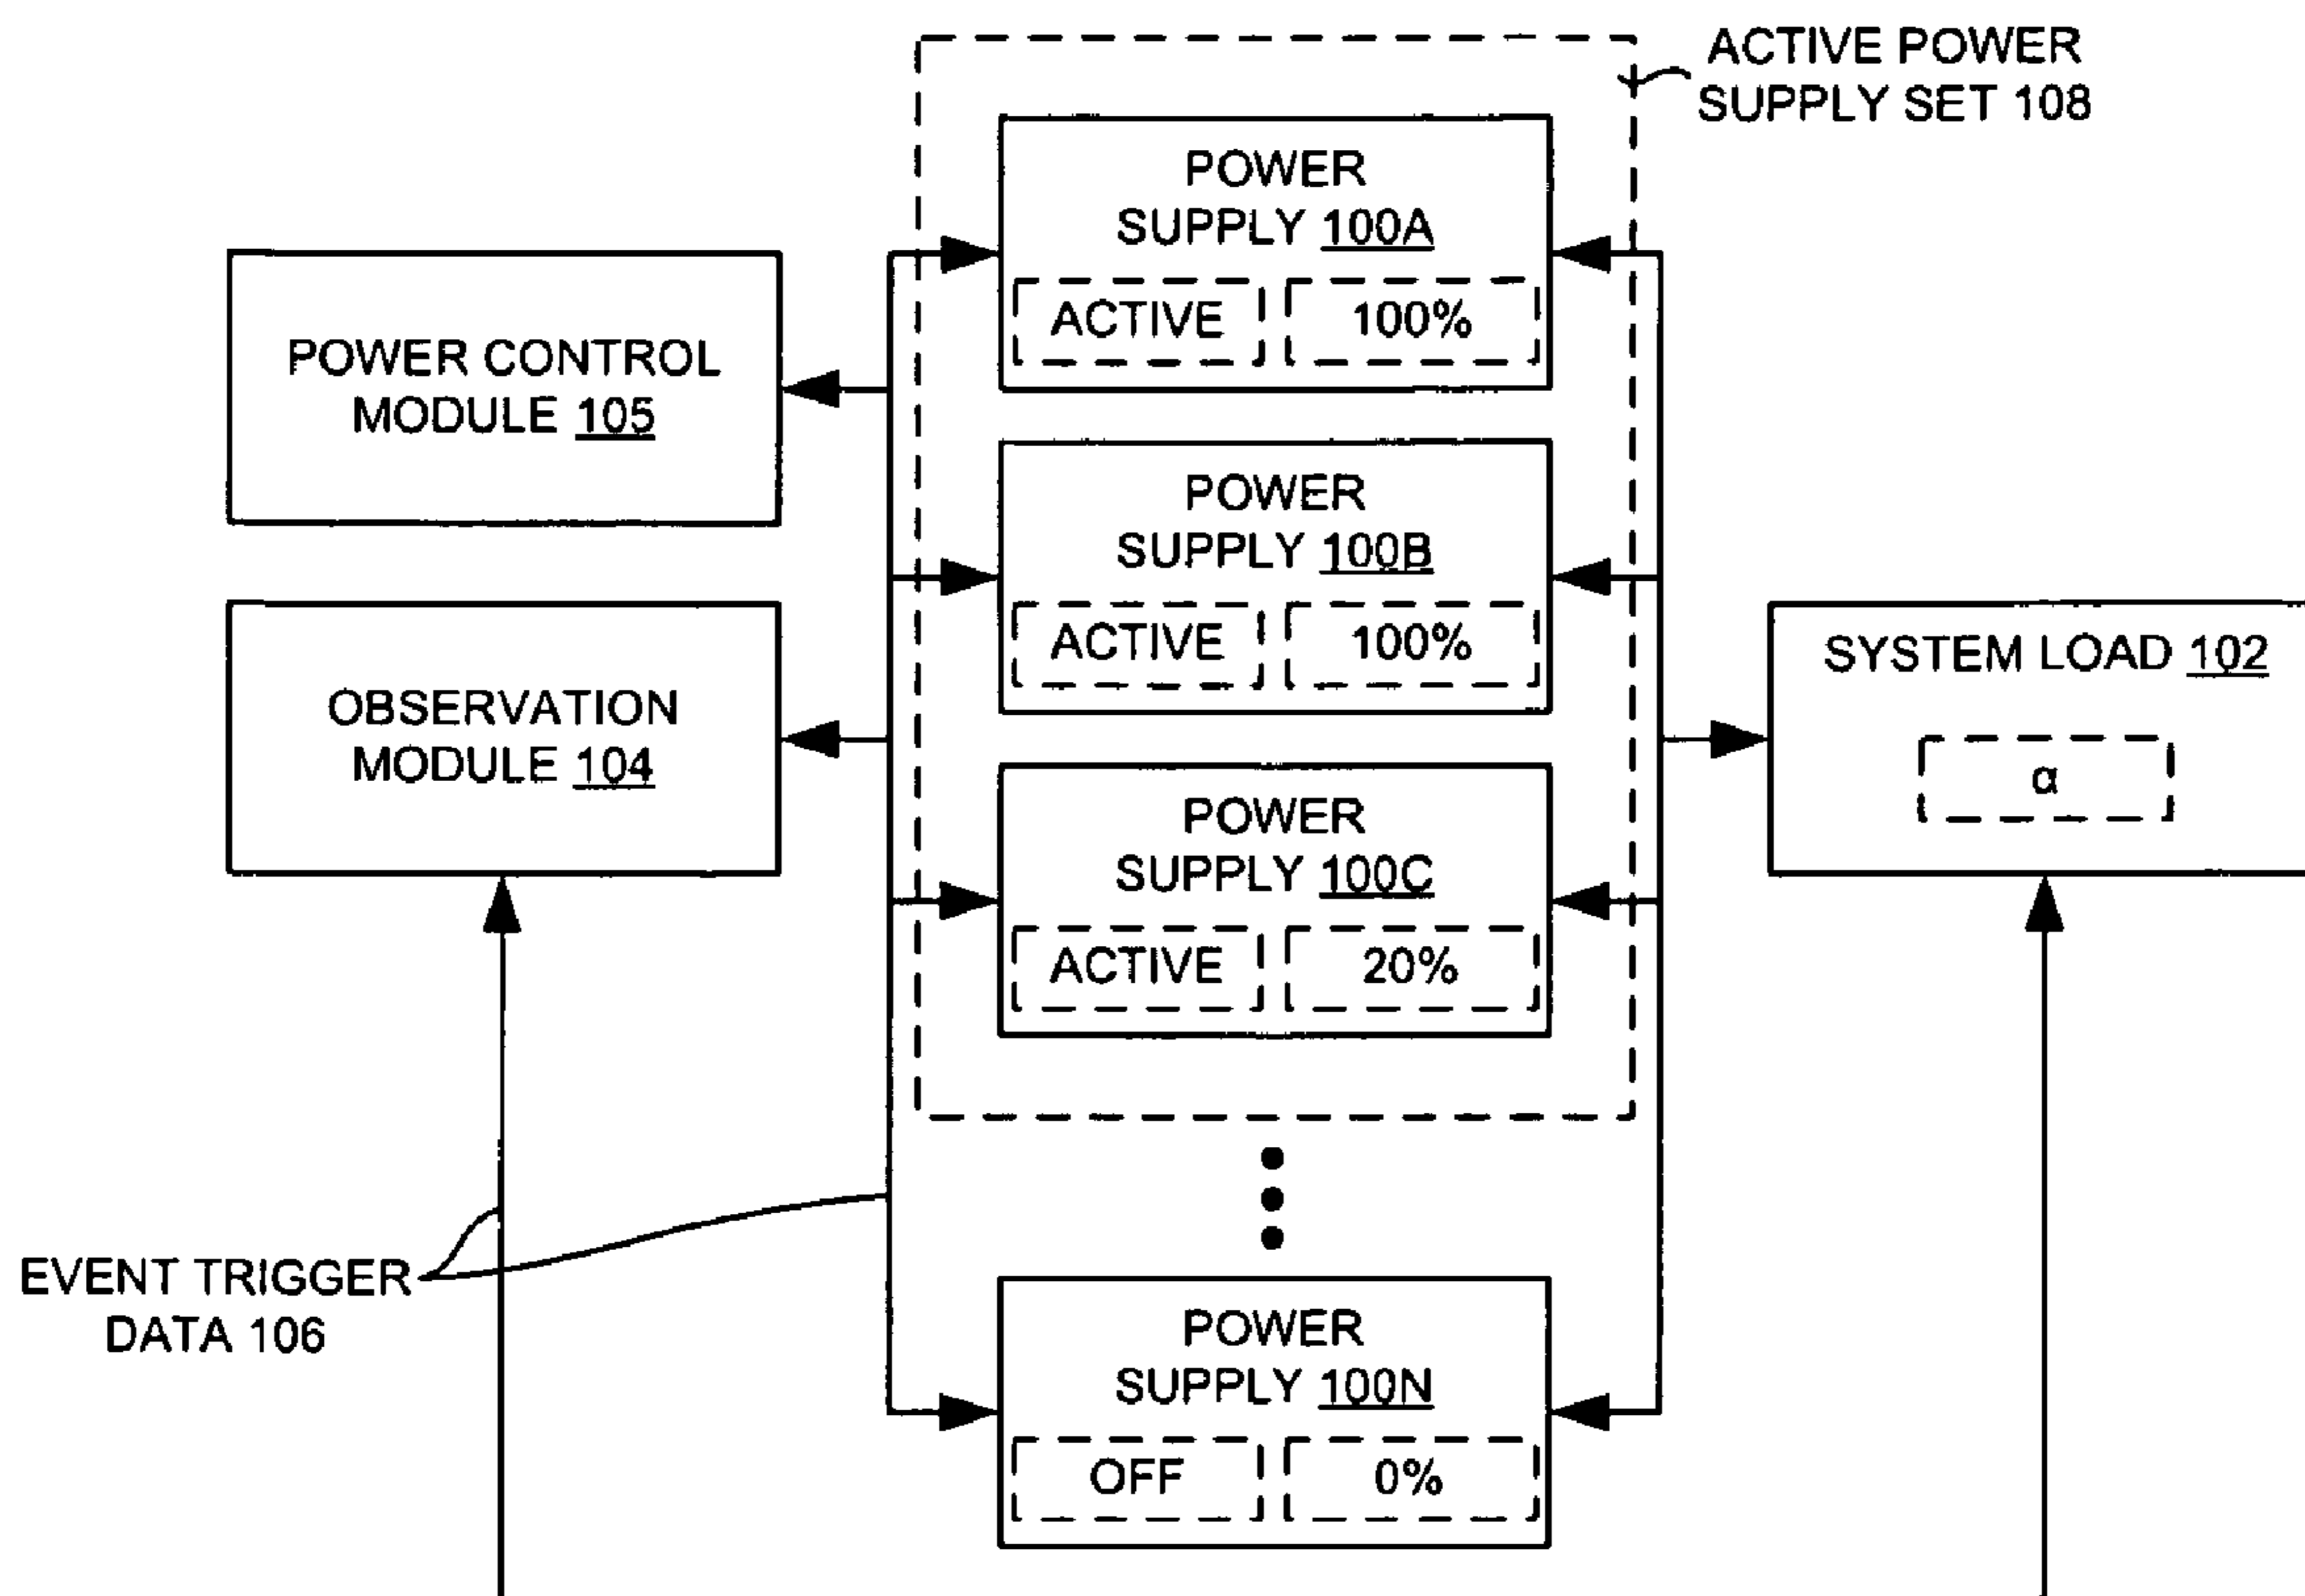 ACTIVE POWER
SUPPLY SET 108
POWER
SUPPLY 100A
ACTIVE 100%
POWER CONTROL
MODULE 105
POWER
SUPPLY 100B
ACTIVE 100%
OBSERVATION
MODULE 104
SYSTEM LOAD 102
α
POWER
SUPPLY 100C
ACTIVE 20%
EVENT TRIGGER
DATA 106
POWER
SUPPLY 100N
OFF 0%